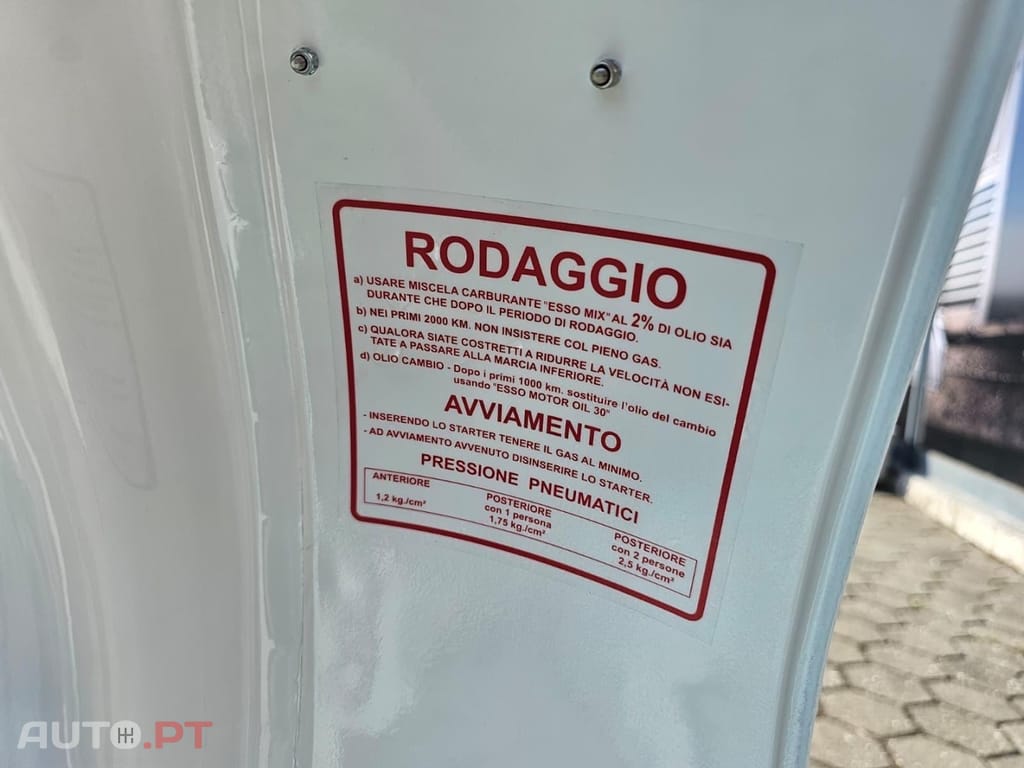 RODAGGIO
a) USARE MISCELA CARBURANTE "ESSO MIX" AL 2% DI OLIO SIA
DURANTE CHE DOPO IL PERIODO DI RODAGGIO.
b) NEI PRIMI 2000 KM. NON INSISTERE COL PIENO GAS.
c) QUALORA SIATE COSTRETTI A RIDURRE LA VELOCITÀ NON ESI-
TATE A PASSARE ALLA MARCIA INFERIORE.
d) OLIO CAMBIO - Dopo i primi 1000 km. sostituire l'olio del cambio
usando "ESSO MOTOR OIL 30"
AVVIAMENTO
- INSERENDO LO STARTER TENERE IL GAS AL MINIMO.
- AD AVVIAMENTO AVVENUTO DISINSERIRE LO STARTER.
PRESSIONE PNEUMATICI
ANTERIORE
1,2 kg./cm²
POSTERIORE
con 1 persona
1,75 kg./cm²
POSTERIORE
con 2 persone
2,5 kg./cm²
AUTO.PT